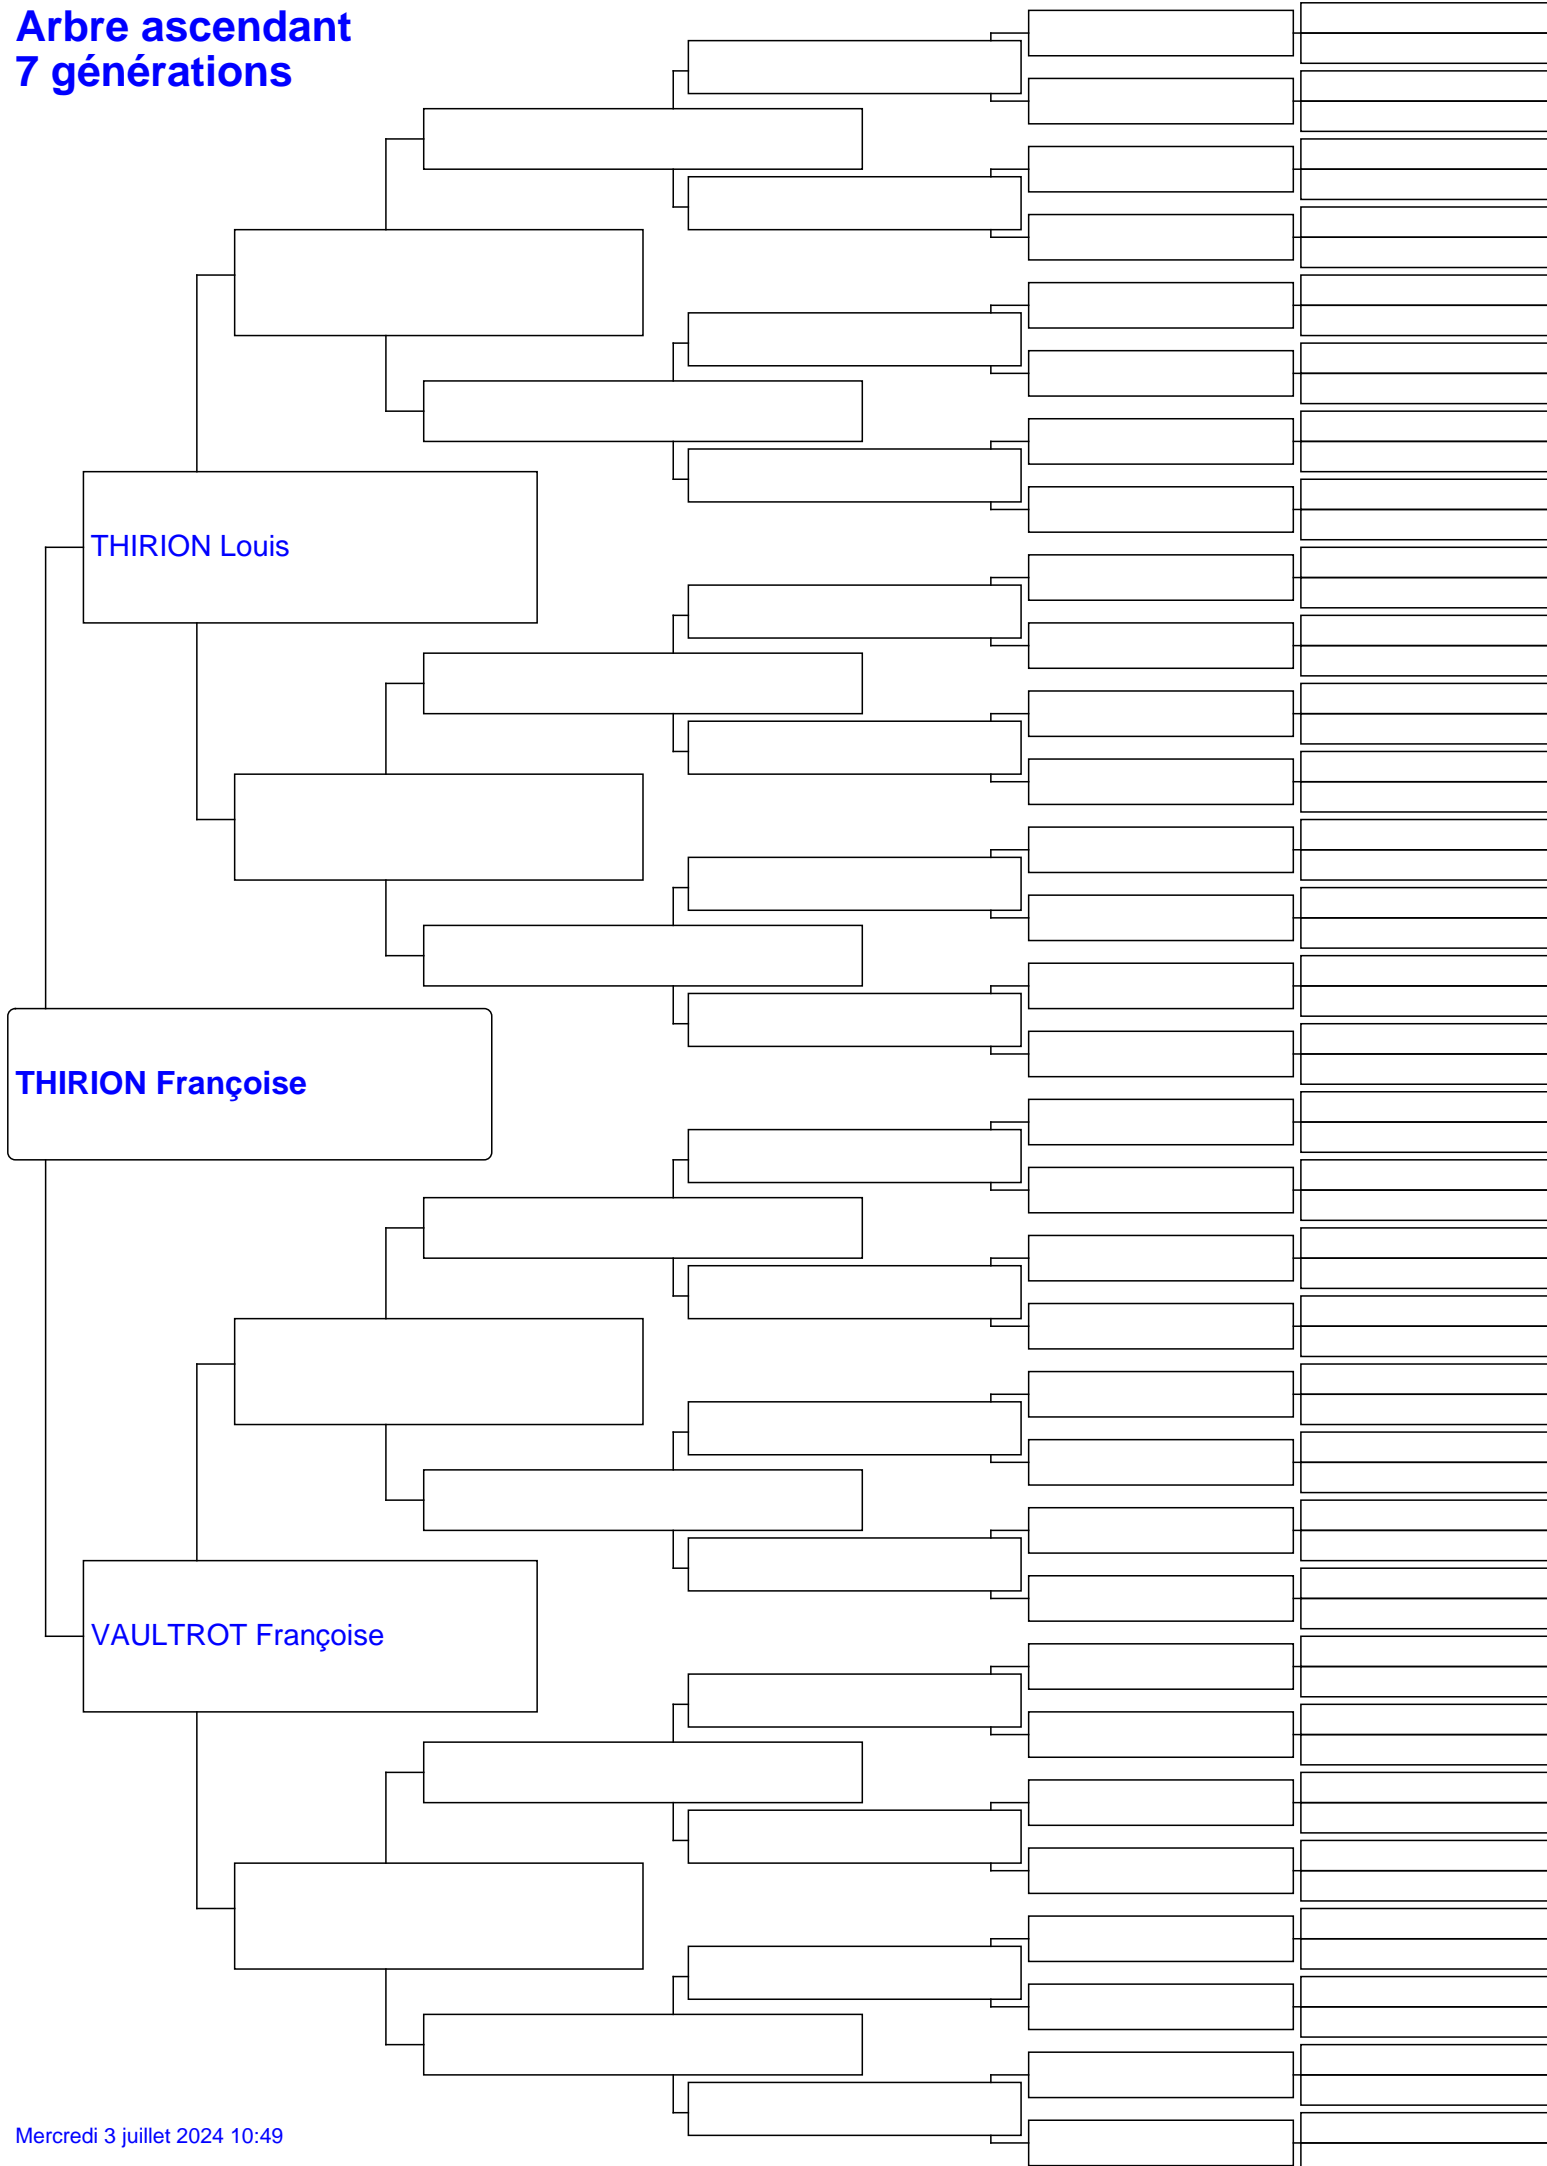 Arbre ascendant
7 générations
THIRION Louis
THIRION Françoise
VAULTROT Françoise
Mercredi 3 juillet 2024 10:49